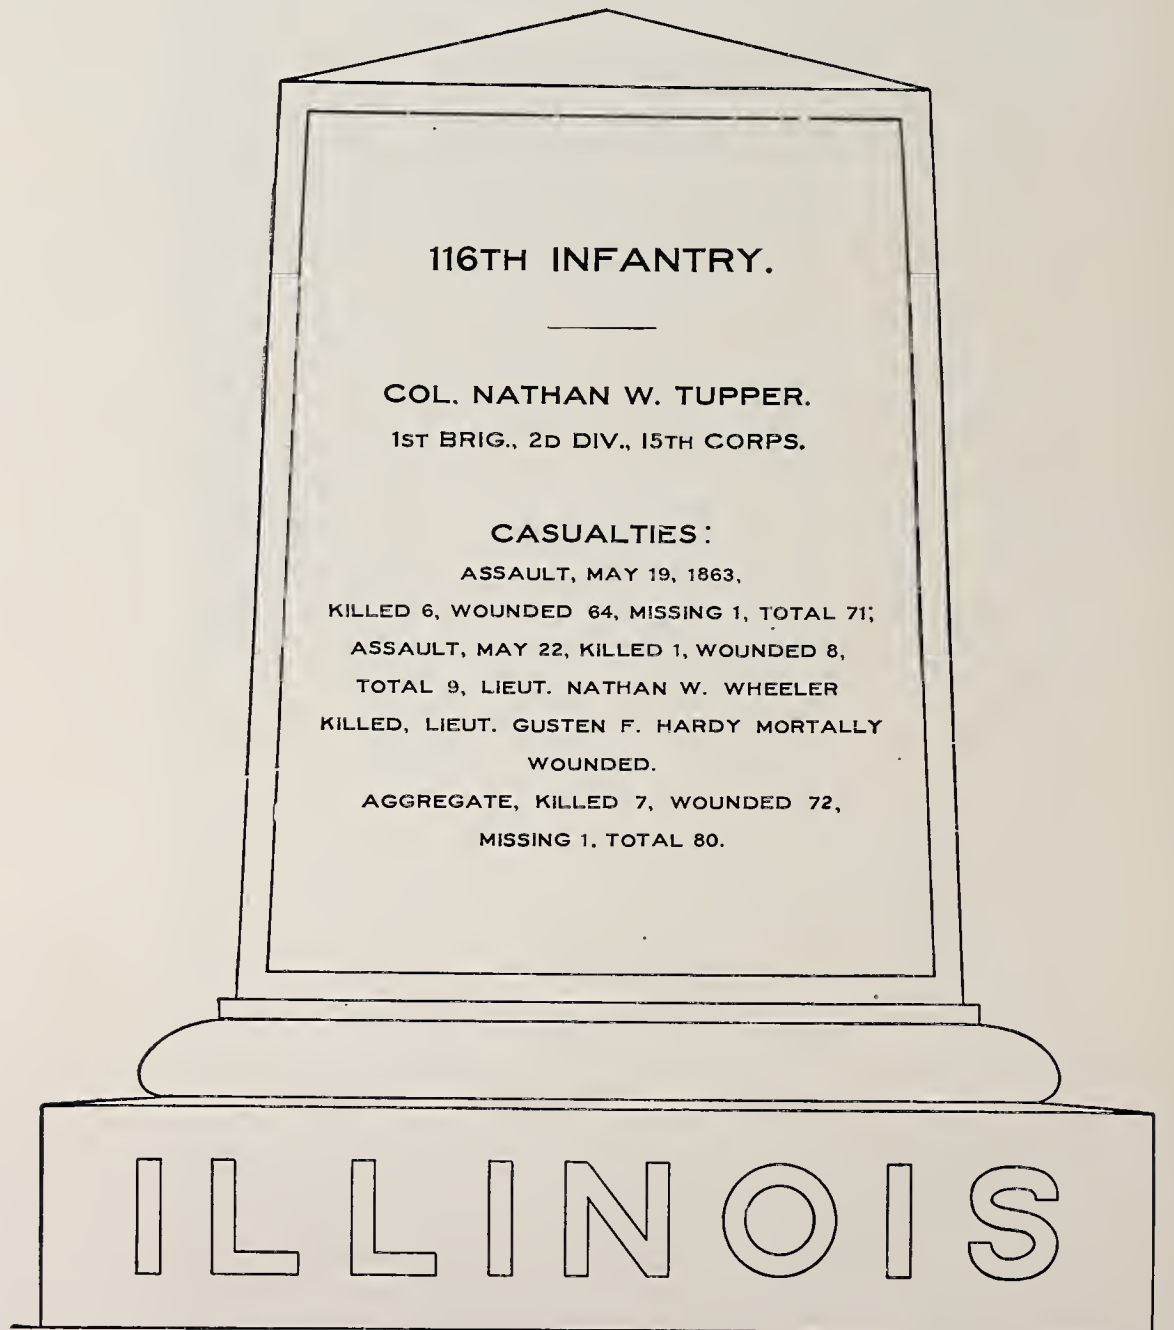 116TH INFANTRY.
COL. NATHAN W. TUPPER.
1ST BRIG., 2D DIV., 15TH CORPS.
CASUALTIES:
ASSAULT, MAY 19, 1863,
KILLED 6, WOUNDED 64, MISSING 1, TOTAL 71;
ASSAULT, MAY 22, KILLED 1, WOUNDED 8,
TOTAL 9, LIEUT. NATHAN W. WHEELER
KILLED, LIEUT. GUSTEN F. HARDY MORTALLY
WOUNDED.
AGGREGATE, KILLED 7, WOUNDED 72,
MISSING 1. TOTAL 80.
ILLINOIS